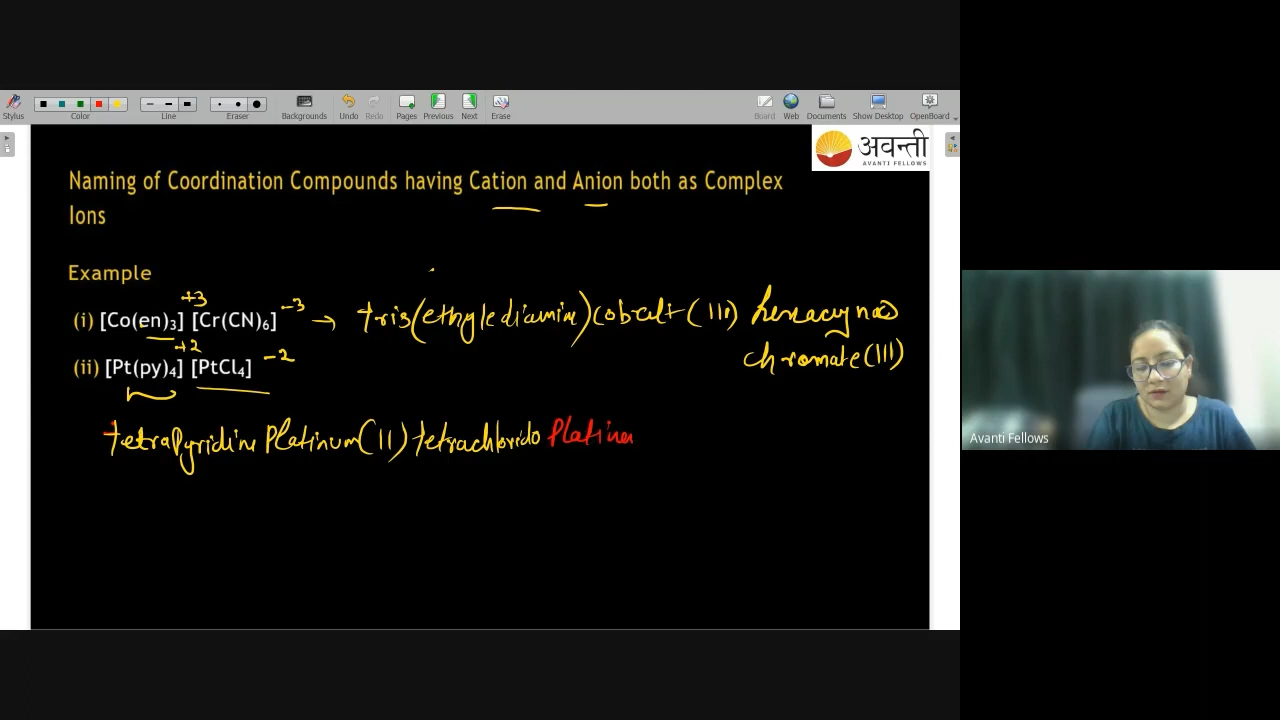 Stylus
Color
Line
Eraser
Backgrounds
Undo
Redo
Pages
Previous
Next
Erase
Board
Web
Documents
Show Desktop
OpenBoard
अवन्ती
AVANTI FELLOWS
Naming of Coordination Compounds having Cation and Anion both as Complex
Ions
Example
+3 -3
(i) [Co(en)₃] [Cr(CN)₆] → tris(ethylediamine)cobalt(III)
chromate(III)
+2 -2
(ii) [Pt(py)₄] [PtCl₄]
tetrapyridine Platinum(II) tetrachlorido Platina
Avanti Fellows